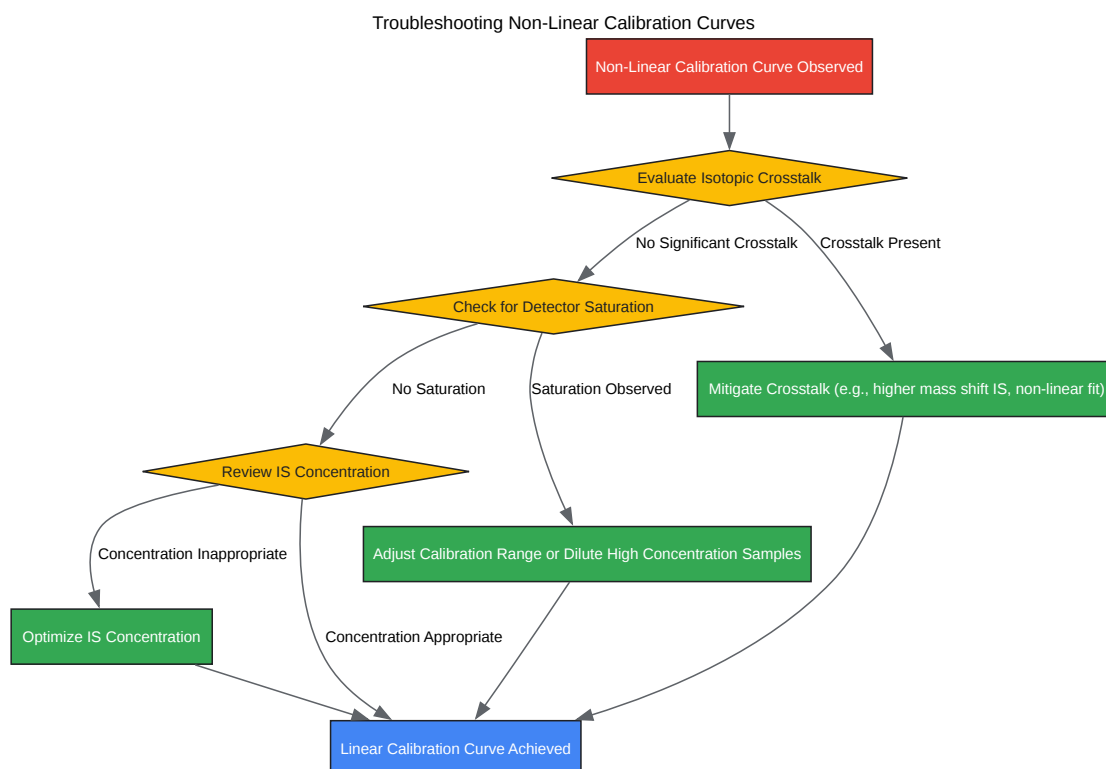 Troubleshooting Non-Linear Calibration Curves
Non-Linear Calibration Curve Observed
Evaluate Isotopic Crosstalk
No Significant Crosstalk
Crosstalk Present
Check for Detector Saturation
No Saturation
Saturation Observed
Mitigate Crosstalk (e.g., higher mass shift IS, non-linear fit)
Review IS Concentration
Concentration Inappropriate
Adjust Calibration Range or Dilute High Concentration Samples
Optimize IS Concentration
Concentration Appropriate
Linear Calibration Curve Achieved